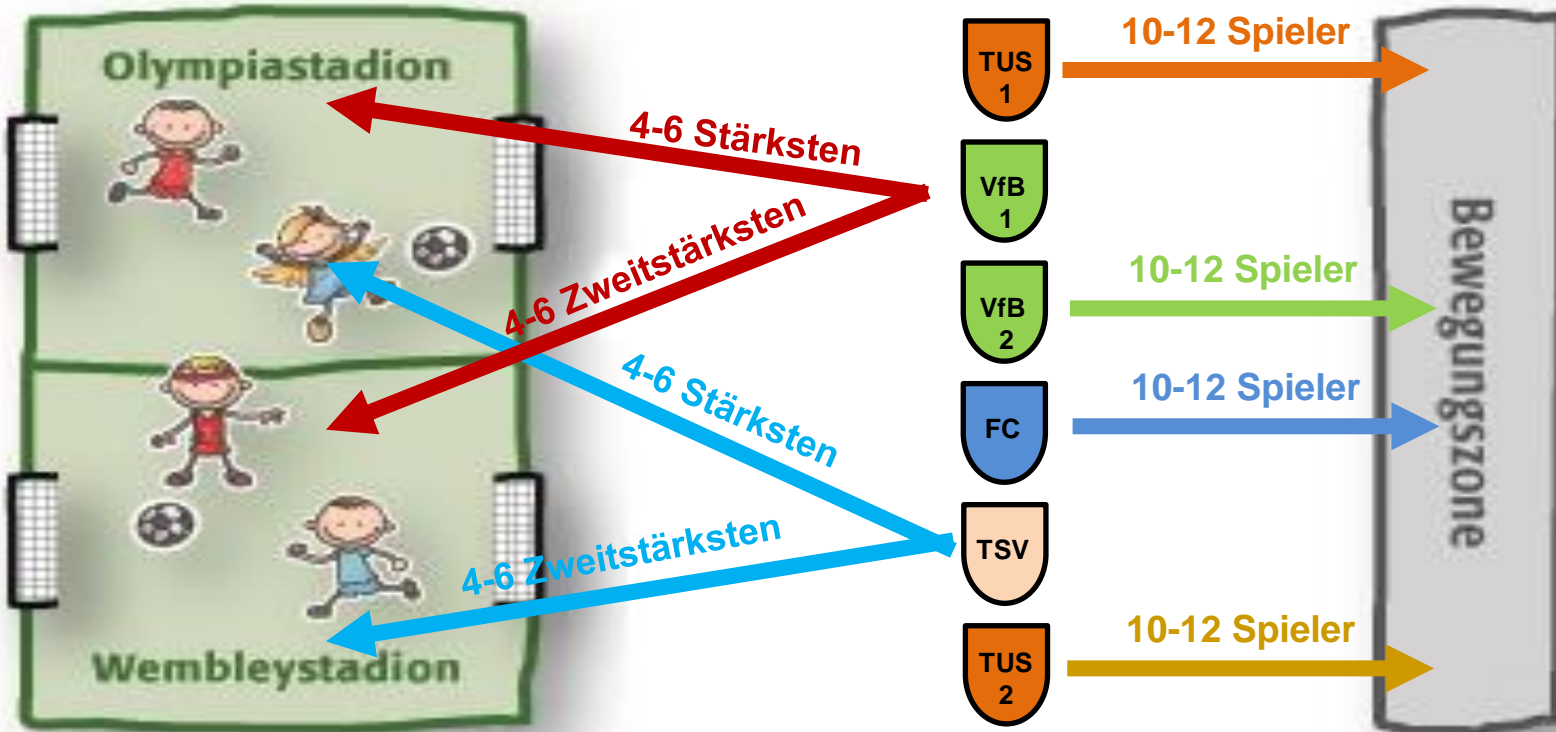 Olympiastadion
4-6 Stärksten
4-6 Zweitstärksten
4-6 Stärksten
4-6 Zweitstärksten
Wembleystadion
TUS
1
VfB
1
VfB
2
FC
TSV
TUS
2
10-12 Spieler
10-12 Spieler
10-12 Spieler
10-12 Spieler
Bewegungszone